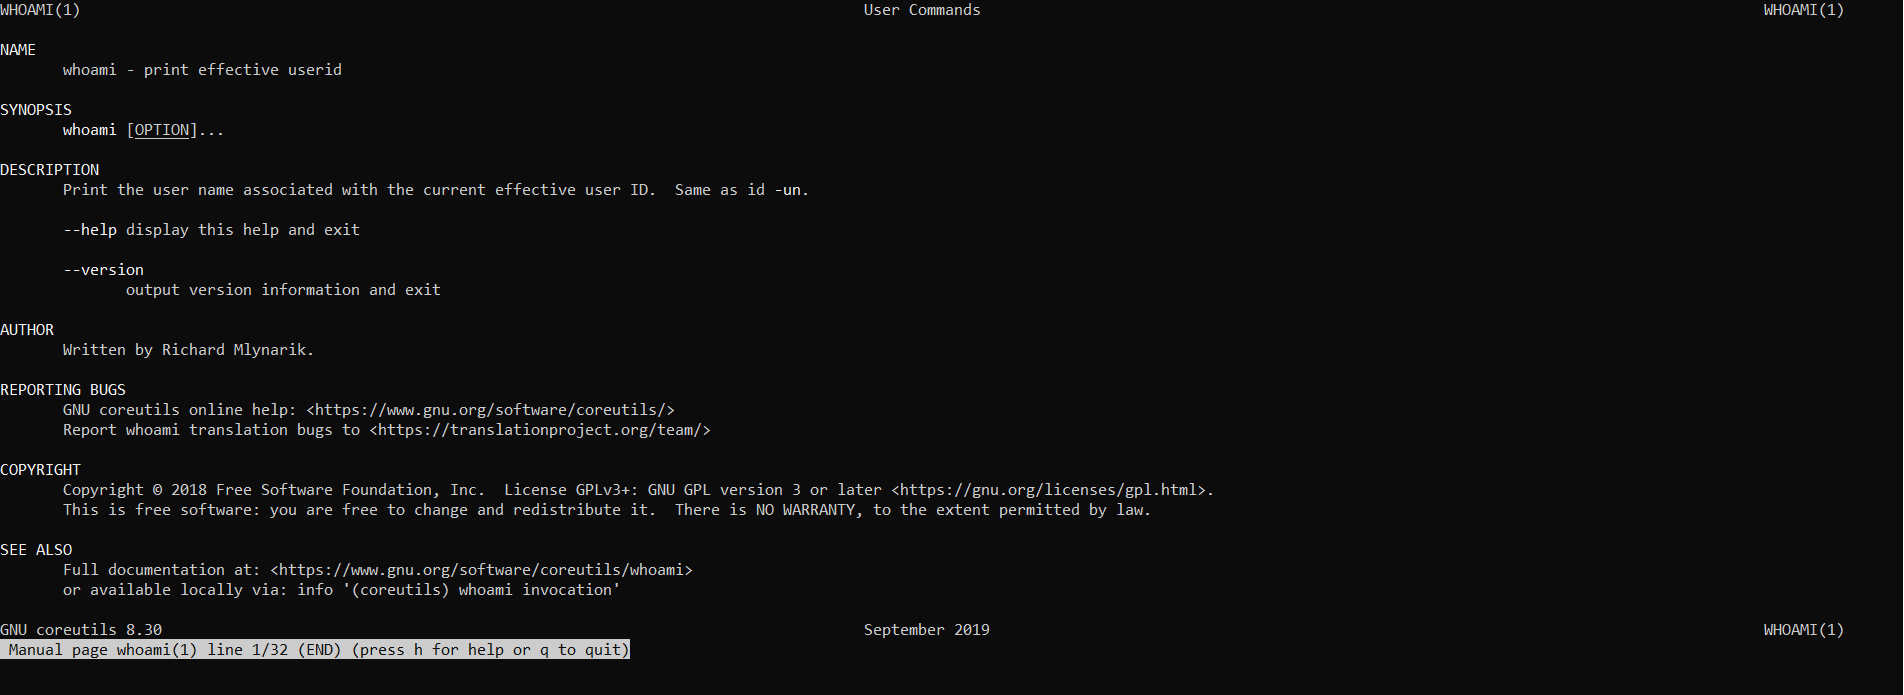 WHOAMI(1) User Commands WHOAMI(1)
NAME
whoami - print effective userid
SYNOPSIS
whoami [OPTION]...
DESCRIPTION
Print the user name associated with the current effective user ID.  Same as id -un.
--help display this help and exit
--version
output version information and exit
AUTHOR
Written by Richard Mlynarik.
REPORTING BUGS
GNU coreutils online help: <https://www.gnu.org/software/coreutils/>
Report whoami translation bugs to <https://translationproject.org/team/>
COPYRIGHT
Copyright © 2018 Free Software Foundation, Inc.  License GPLv3+: GNU GPL version 3 or later <https://gnu.org/licenses/gpl.html>.
This is free software: you are free to change and redistribute it.  There is NO WARRANTY, to the extent permitted by law.
SEE ALSO
Full documentation at: <https://www.gnu.org/software/coreutils/whoami>
or available locally via: info '(coreutils) whoami invocation'
GNU coreutils 8.30 September 2019 WHOAMI(1)
Manual page whoami(1) line 1/32 (END) (press h for help or q to quit)